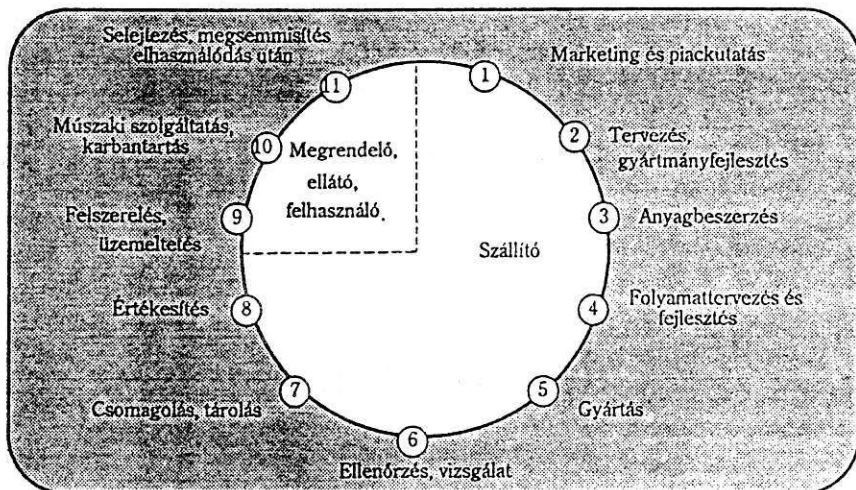 Selejtezés, megsemmisítés
elhasználódás után
11
1
Marketing és piackutatás
Műszaki szolgáltatás,
karbantartás
10
2
Tervezés,
gyártmányfejlesztés
Megrendelő,
ellátó,
felhasználó.
Felszerelés,
üzemeltetés
9
3
Anyagbeszerzés
Szállító
Értékesítés
8
4
Folyamattervezés és
fejlesztés
Csomagolás, tárolás
7
5
Gyártás
6
Ellenőrzés, vizsgálat